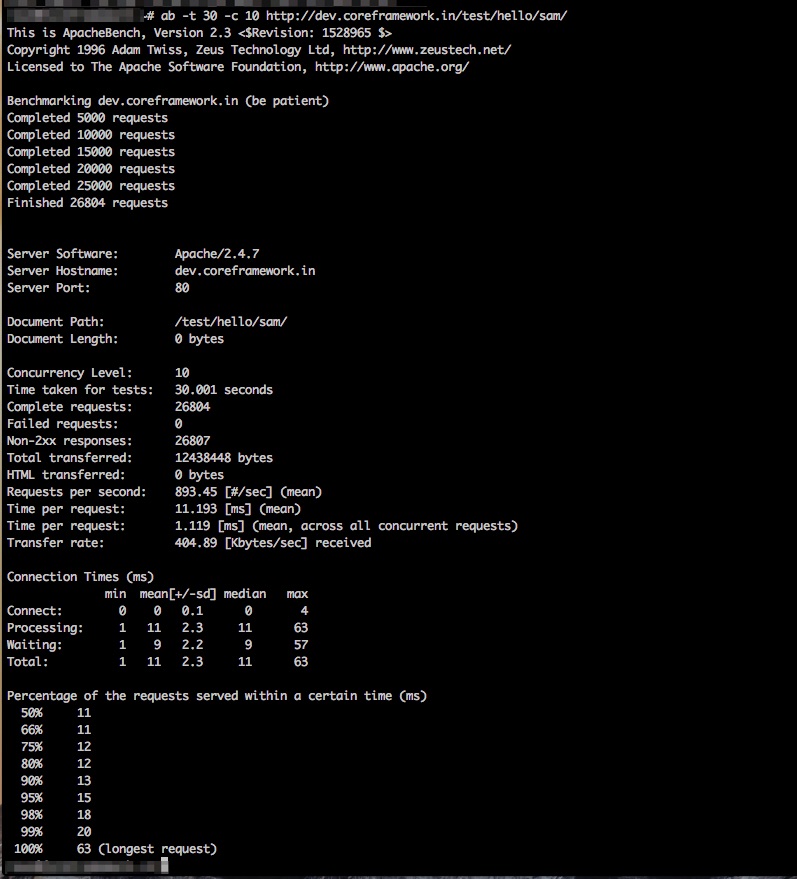 # ab -t 30 -c 10 http://dev.coreframework.in/test/hello/sam/
This is ApacheBench, Version 2.3 <$Revision: 1528965 $>
Copyright 1996 Adam Twiss, Zeus Technology Ltd, http://www.zeustech.net/
Licensed to The Apache Software Foundation, http://www.apache.org/

Benchmarking dev.coreframework.in (be patient)
Completed 5000 requests
Completed 10000 requests
Completed 15000 requests
Completed 20000 requests
Completed 25000 requests
Finished 26804 requests

Server Software: Apache/2.4.7
Server Hostname: dev.coreframework.in
Server Port: 80

Document Path: /test/hello/sam/
Document Length: 0 bytes

Concurrency Level: 10
Time taken for tests: 30.001 seconds
Complete requests: 26804
Failed requests: 0
Non-2xx responses: 26807
Total transferred: 12438448 bytes
HTML transferred: 0 bytes
Requests per second: 893.45 [#/sec] (mean)
Time per request: 11.193 [ms] (mean)
Time per request: 1.119 [ms] (mean, across all concurrent requests)
Transfer rate: 404.89 [Kbytes/sec] received

Connection Times (ms)
min mean[+/-sd] median max
Connect: 0 0 0.1 0 4
Processing: 1 11 2.3 11 63
Waiting: 1 9 2.2 9 57
Total: 1 11 2.3 11 63

Percentage of the requests served within a certain time (ms)
50% 11
66% 11
75% 12
80% 12
90% 13
95% 15
98% 18
99% 20
100% 63 (longest request)